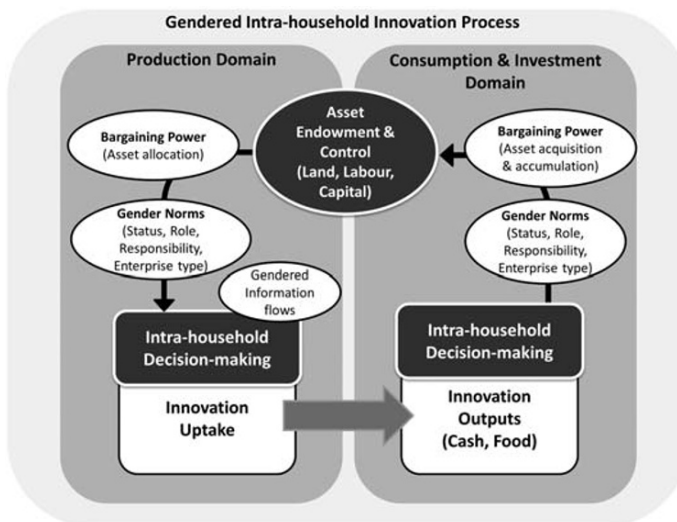 Gendered Intra-household Innovation Process
Production Domain
Bargaining Power
(Asset allocation)
Gender Norms
(Status, Role,
Responsibility,
Enterprise type)
Gendered
Information
flows
Intra-household
Decision-making
Innovation
Uptake
Asset
Endowment &
Control
(Land, Labour,
Capital)
Consumption & Investment
Domain
Bargaining Power
(Asset acquisition
& accumulation)
Gender Norms
(Status, Role,
Responsibility,
Enterprise type)
Intra-household
Decision-making
Innovation
Outputs
(Cash, Food)